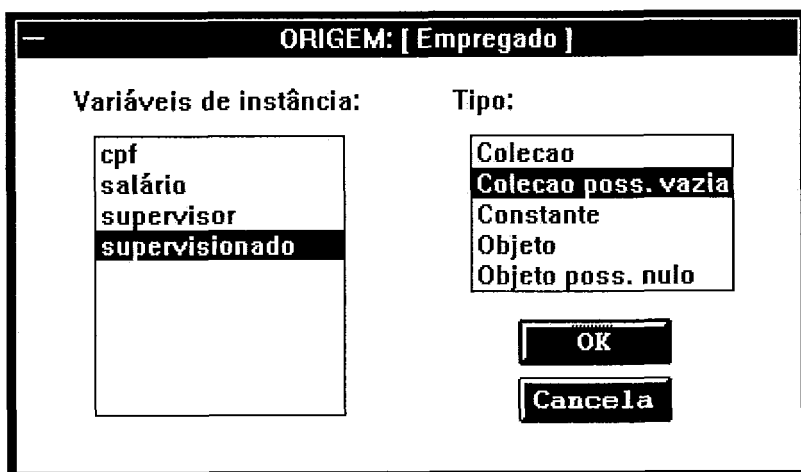 ORIGEM: [ Empregado ]
Variáveis de instância:
cpf
salário
supervisor
supervisionado
Tipo:
Colecao
Colecao poss. vazia
Constante
Objeto
Objeto poss. nulo
OK
Cancela